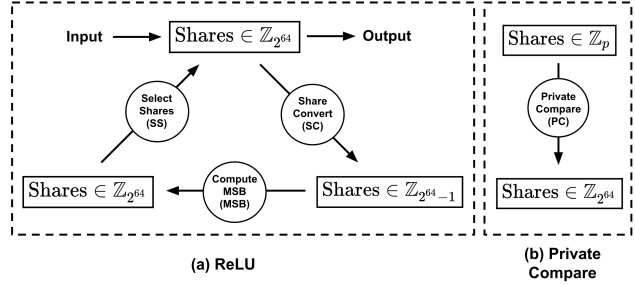 Input
Shares ∈ ℤ_{2^{64}}
Output
Select
Shares
(SS)
Share
Convert
(SC)
Shares ∈ ℤ_{2^{64}}
Compute
MSB
(MSB)
Shares ∈ ℤ_{2^{64}-1}
(a) ReLU
Shares ∈ ℤ_p
Private
Compare
(PC)
Shares ∈ ℤ_{2^{64}}
(b) Private
Compare